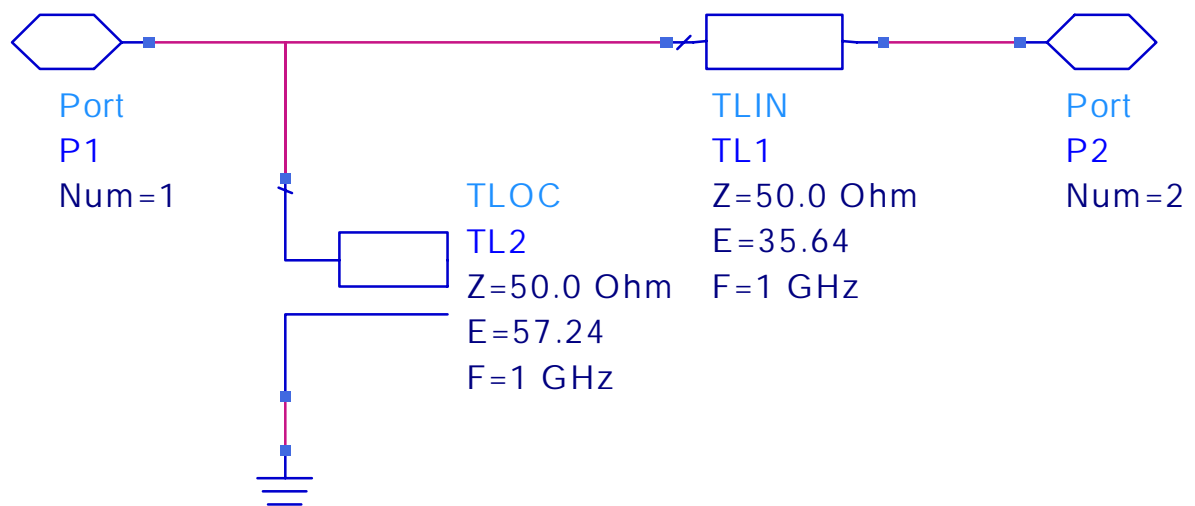 Port
P1
Num=1
TLOC
TL2
Z=50.0 Ohm
E=57.24
F=1 GHz
TLIN
TL1
Z=50.0 Ohm
E=35.64
F=1 GHz
Port
P2
Num=2